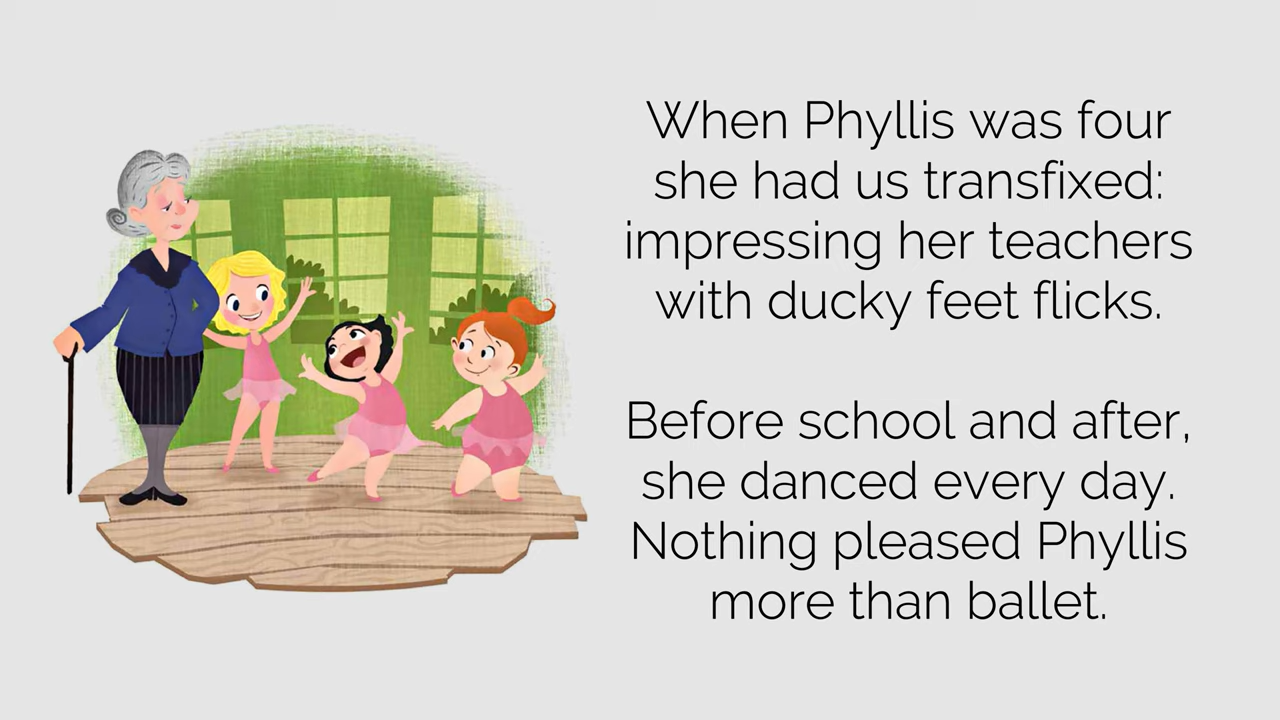 When Phyllis was four
she had us transfixed:
impressing her teachers
with ducky feet flicks.
Before school and after,
she danced every day.
Nothing pleased Phyllis
more than ballet.